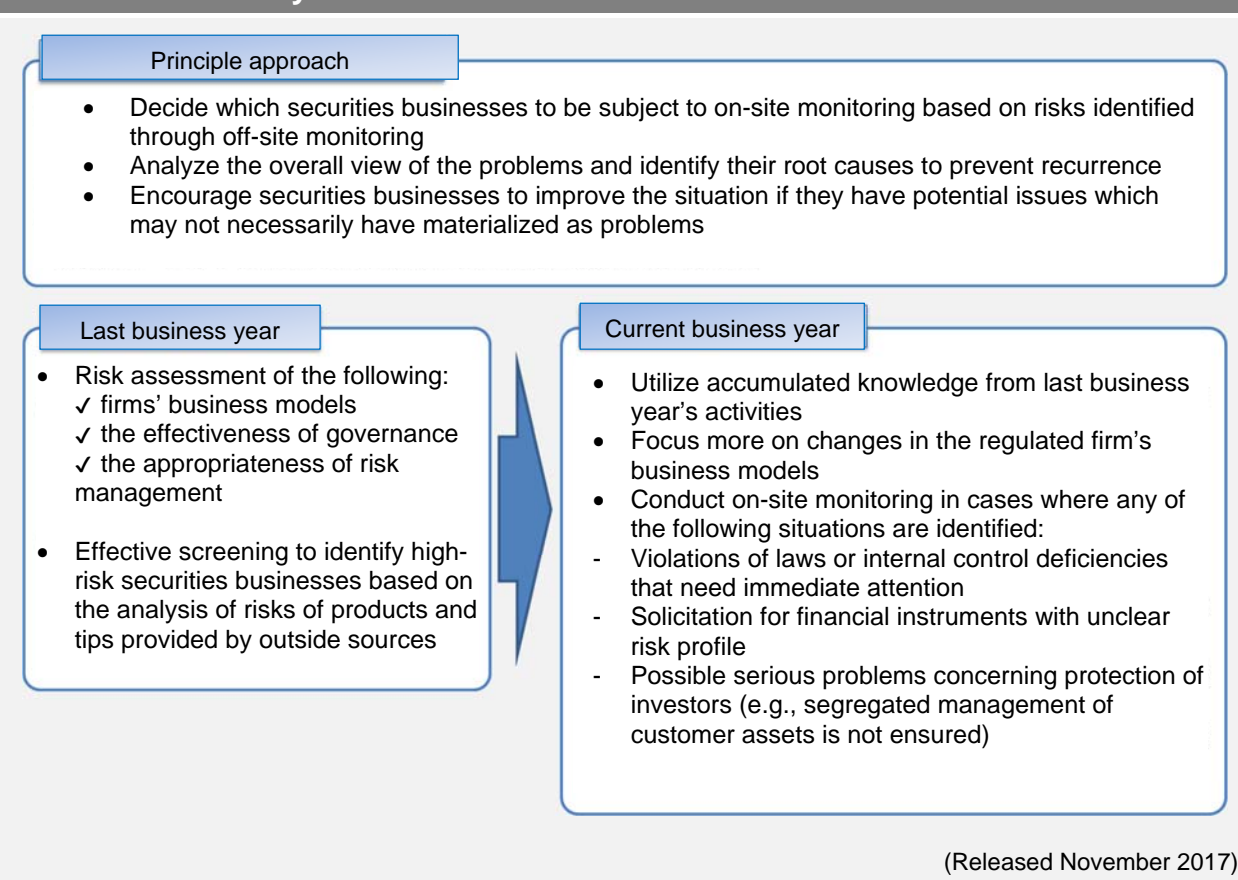 Principle approach
• Decide which securities businesses to be subject to on-site monitoring based on risks identified
through off-site monitoring
• Analyze the overall view of the problems and identify their root causes to prevent recurrence
• Encourage securities businesses to improve the situation if they have potential issues which
may not necessarily have materialized as problems
Last business year
• Risk assessment of the following:
✓ firms' business models
✓ the effectiveness of governance
✓ the appropriateness of risk
management
• Effective screening to identify high-
risk securities businesses based on
the analysis of risks of products and
tips provided by outside sources
Current business year
• Utilize accumulated knowledge from last business
year's activities
• Focus more on changes in the regulated firm's
business models
• Conduct on-site monitoring in cases where any of
the following situations are identified:
- Violations of laws or internal control deficiencies
that need immediate attention
- Solicitation for financial instruments with unclear
risk profile
- Possible serious problems concerning protection of
investors (e.g., segregated management of
customer assets is not ensured)
(Released November 2017)